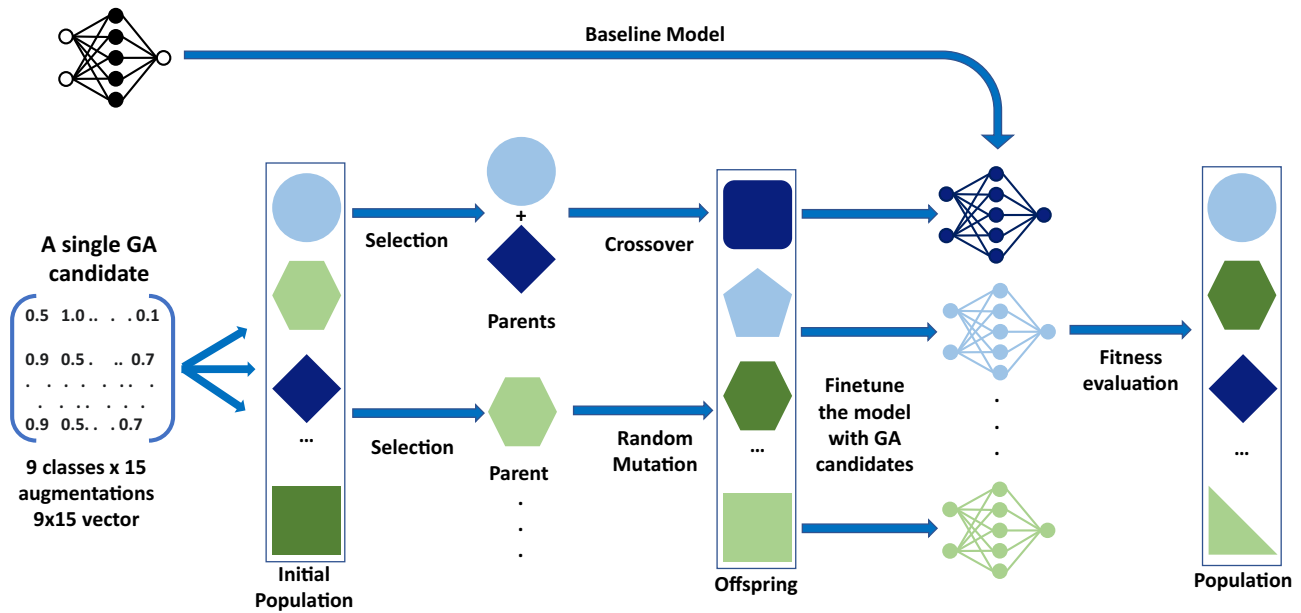 Baseline Model
A single GA
candidate
0.5 1.0 .. . . . 0.1
0.9 0.5 . .. 0.7
. . . . . . . . .
. . . . . . .
0.9 0.5. . . 0.7
9 classes x 15
augmentations
9x15 vector
...
Initial
Population
Selection
Selection
+
Parents
Parent
.
.
.
Crossover
Random
Mutation
...
Offspring
Finetune
the model
with GA
candidates
.
.
.
Fitness
evaluation
...
Population